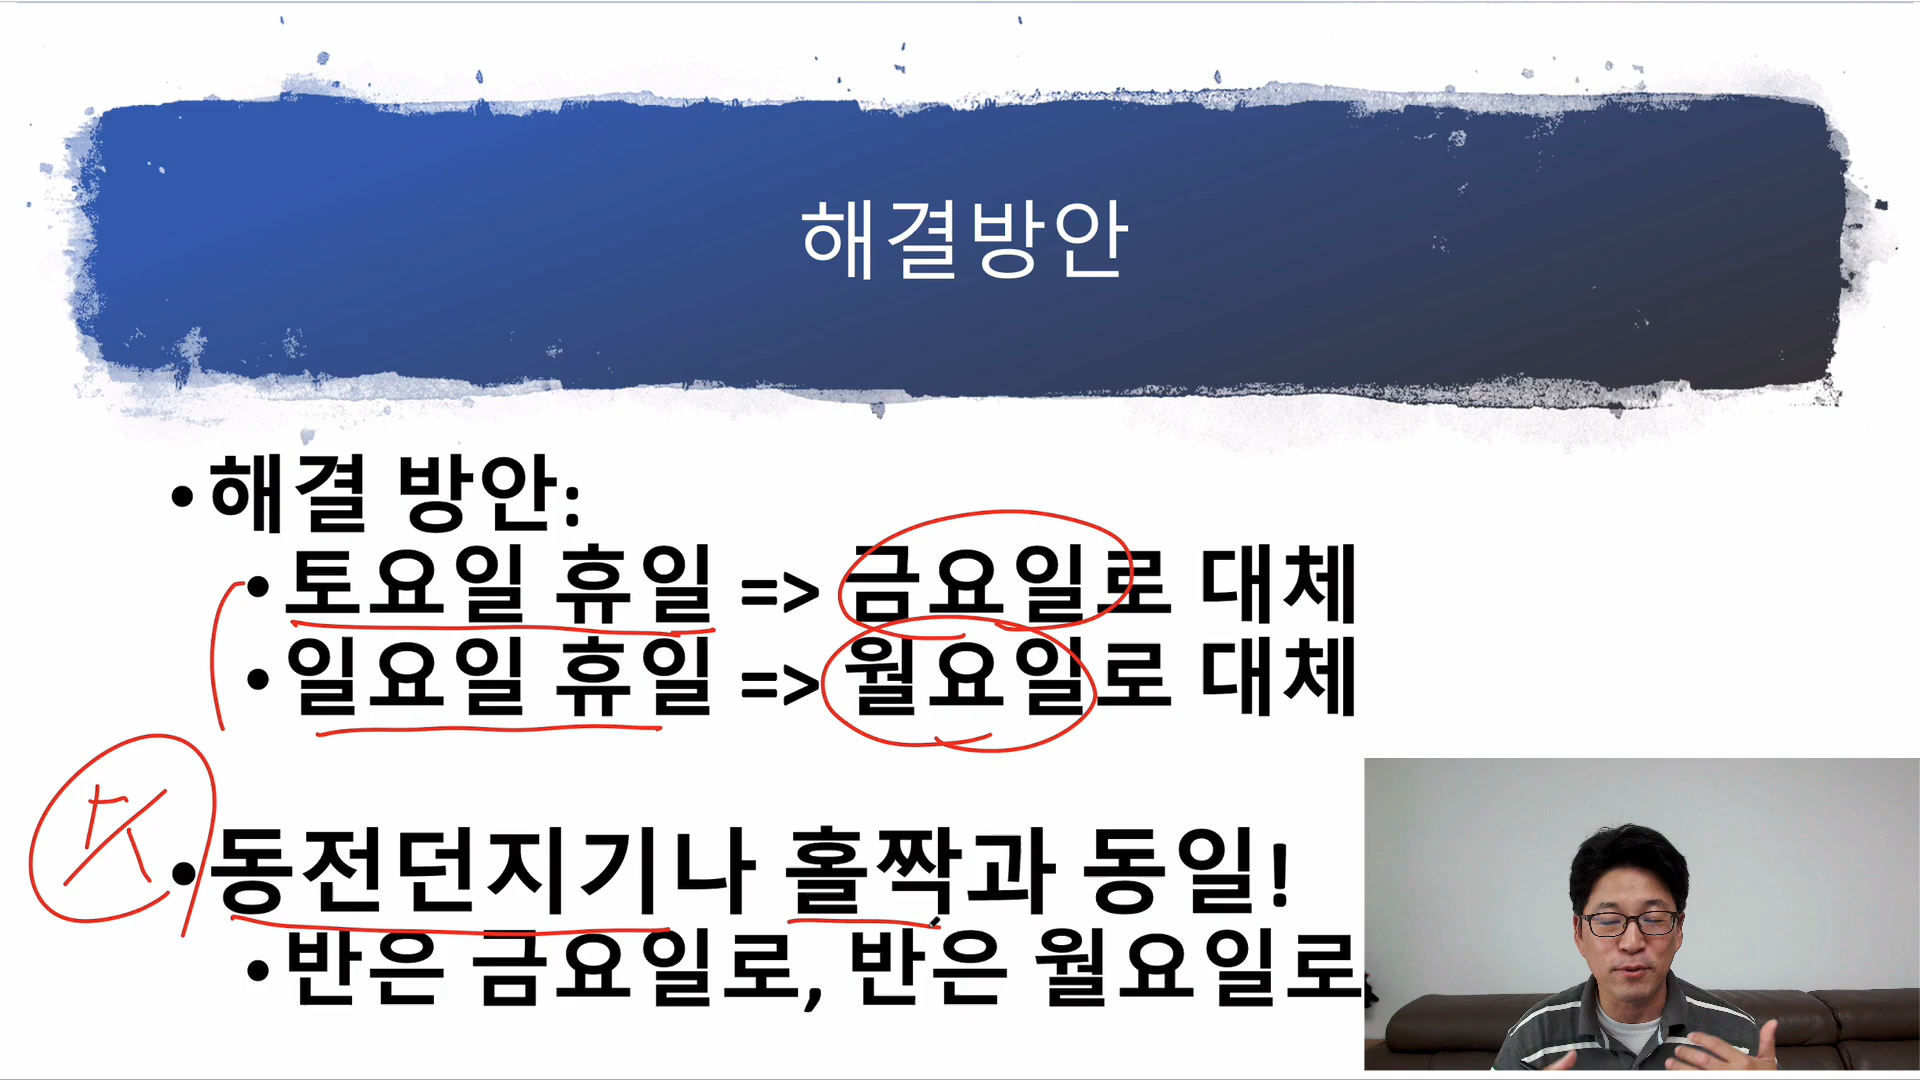 해결방안
• 해결 방안:
• 토요일 휴일 => 금요일로 대체
• 일요일 휴일 => 월요일로 대체
• 동전던지기나 홀짝과 동일!
• 반은 금요일로, 반은 월요일로